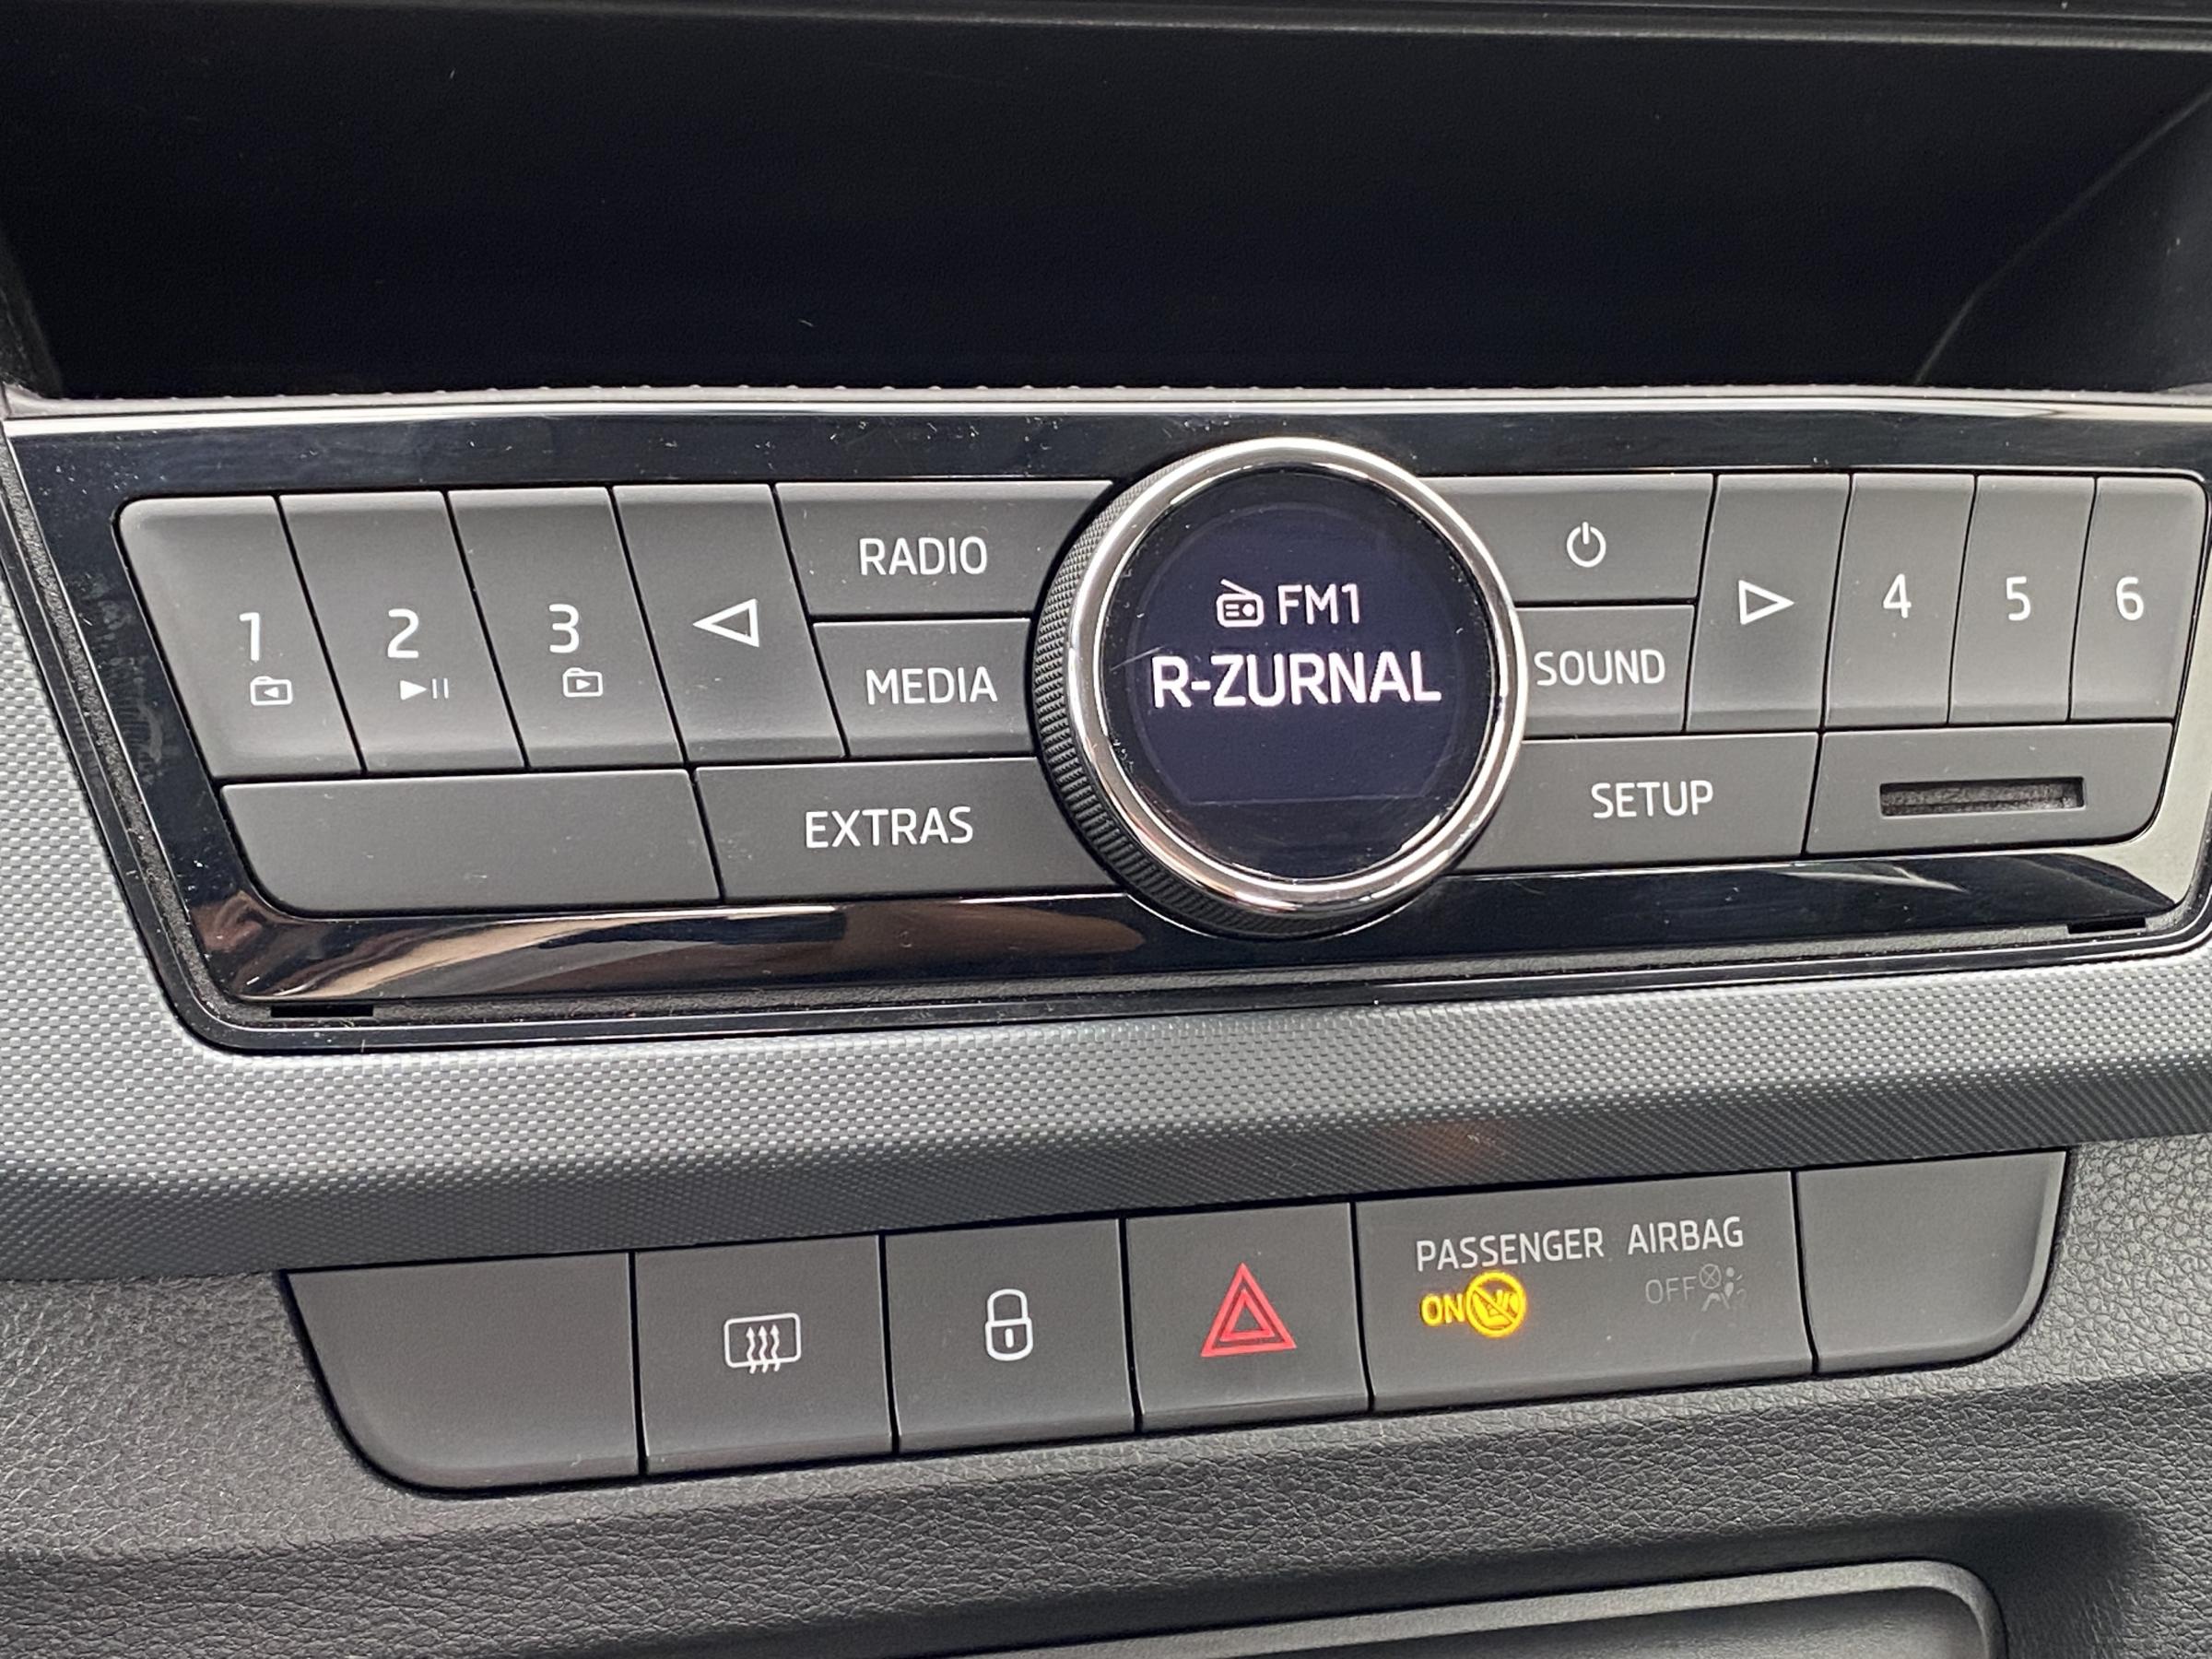 1
2
3
RADIO
MEDIA
EXTRAS
FM1
R-ZURNAL
SOUND
SETUP
4
5
6
PASSENGER AIRBAG
ON OFF